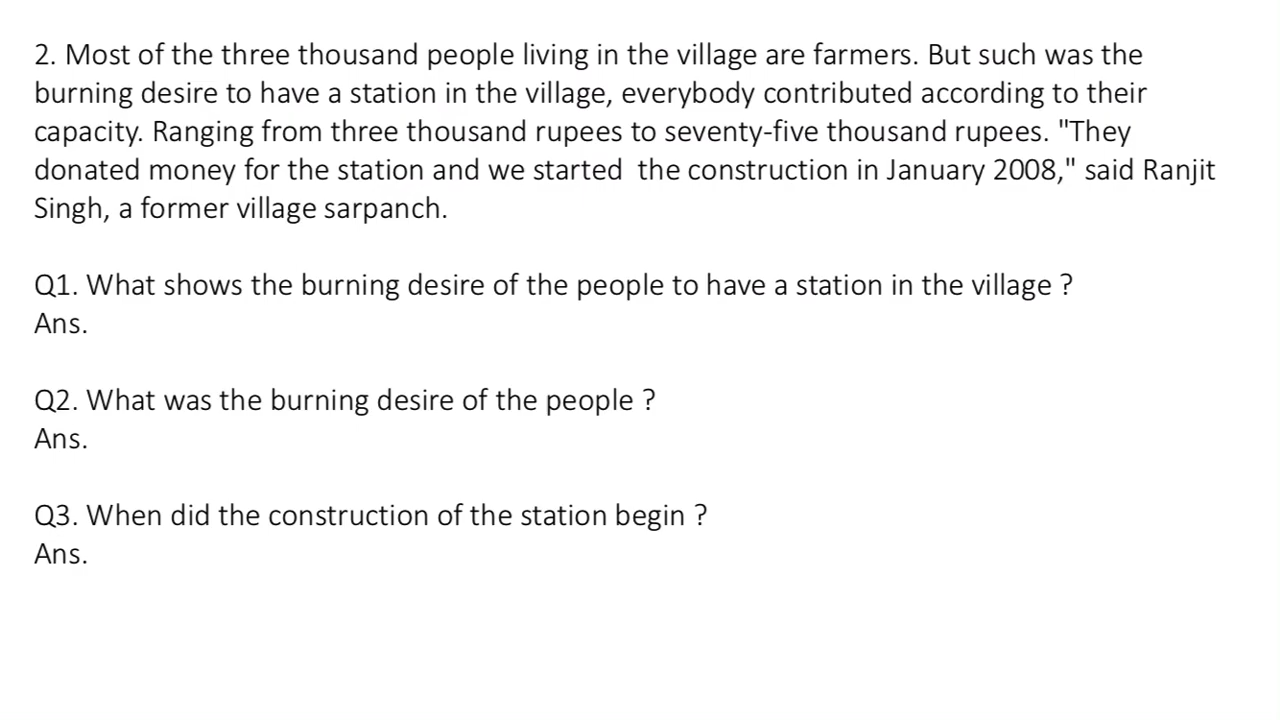 2. Most of the three thousand people living in the village are farmers. But such was the
burning desire to have a station in the village, everybody contributed according to their
capacity. Ranging from three thousand rupees to seventy-five thousand rupees. "They
donated money for the station and we started  the construction in January 2008," said Ranjit
Singh, a former village sarpanch.
Q1. What shows the burning desire of the people to have a station in the village ?
Ans.
Q2. What was the burning desire of the people ?
Ans.
Q3. When did the construction of the station begin ?
Ans.